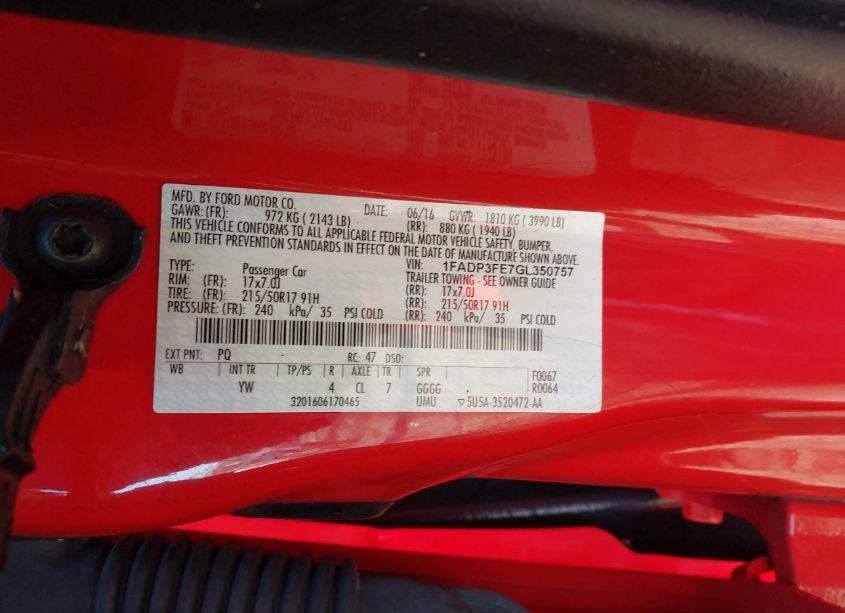 MFD. BY FORD MOTOR CO. DATE: 06/16 GVWR: 1810 KG ( 3990 LB)
GAWR: (FR): 972 KG ( 2143 LB) (RR): 880 KG ( 1940 LB)
THIS VEHICLE CONFORMS TO ALL APPLICABLE FEDERAL MOTOR VEHICLE SAFETY, BUMPER,
AND THEFT PREVENTION STANDARDS IN EFFECT ON THE DATE OF MANUFACTURE SHOWN ABOVE.
VIN: 1FADP3FE7GL350757
TYPE: Passenger Car TRAILER TOWING - SEE OWNER GUIDE
RIM: (FR): 17x7.0J (RR): 17x7.0J
TIRE: (FR): 215/50R17 91H (RR): 215/50R17 91H
PRESSURE: (FR): 240 kPa/ 35 PSI COLD (RR): 240 kPa/ 35 PSI COLD
EXT PNT: PQ RC: 47 DSO:
WB INT TR TP/PS R AXLE TR SPR F0067
YW 4 CL 7 GGGG . R0064
3201606170465 UMU ▽5U5A-3520472-AA